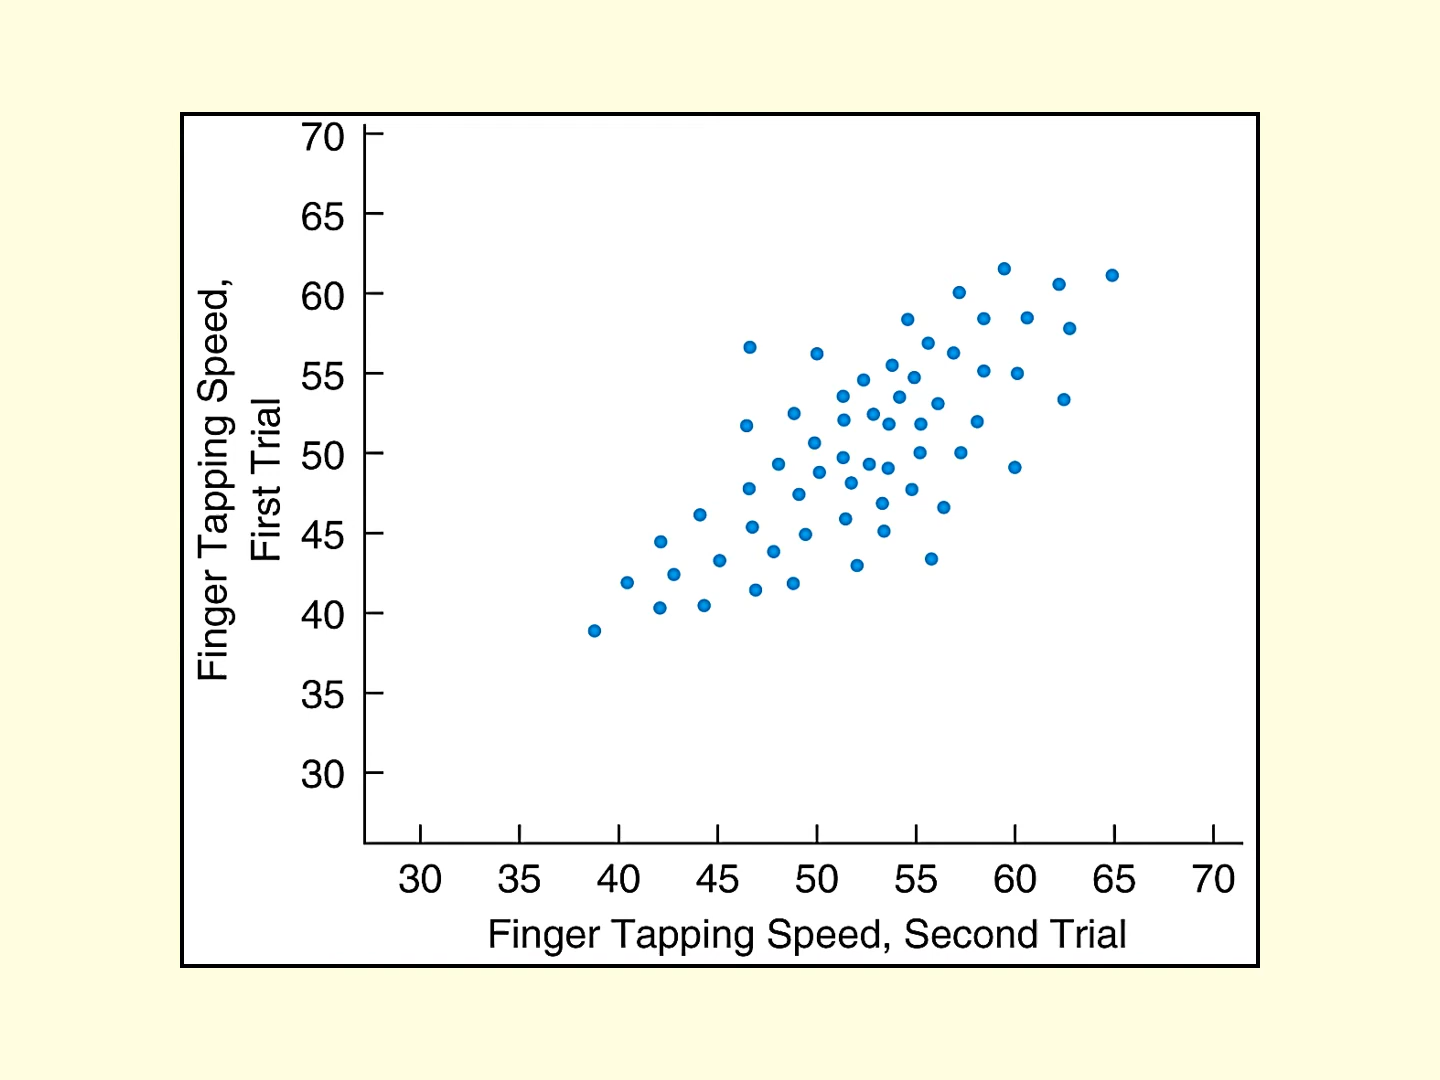 Finger Tapping Speed,
First Trial
70
65
60
55
50
45
40
35
30
30 35 40 45 50 55 60 65 70
Finger Tapping Speed, Second Trial